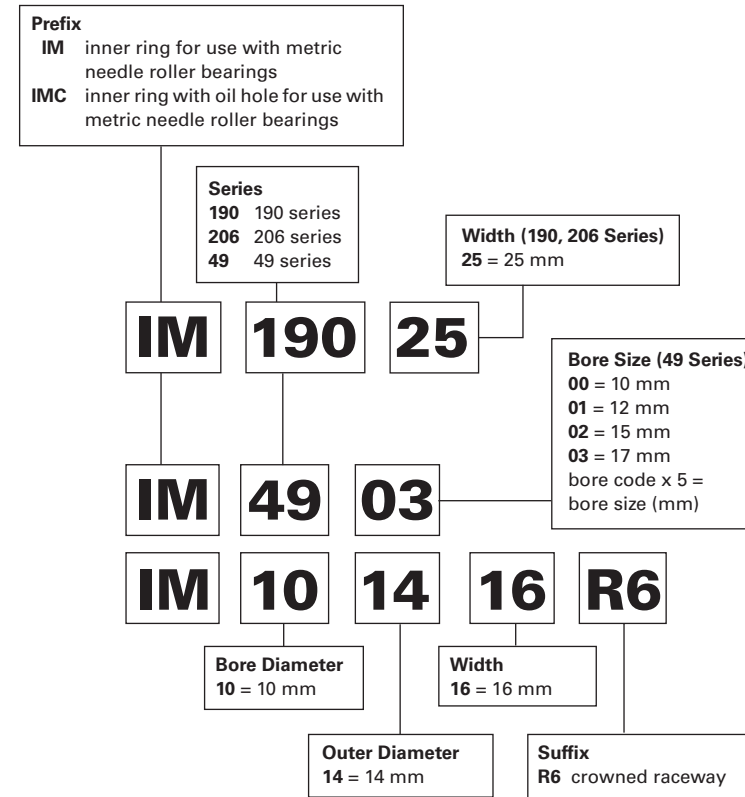 Prefix
IM inner ring for use with metric
needle roller bearings
IMC inner ring with oil hole for use with
metric needle roller bearings
Series
190 190 series
206 206 series
49 49 series
Width (190, 206 Series)
25 = 25 mm
IM 190 25
Bore Size (49 Series)
00 = 10 mm
01 = 12 mm
02 = 15 mm
03 = 17 mm
bore code x 5 =
bore size (mm)
IM 49 03
IM 10 14 16 R6
Bore Diameter
10 = 10 mm
Width
16 = 16 mm
Outer Diameter
14 = 14 mm
Suffix
R6 crowned raceway